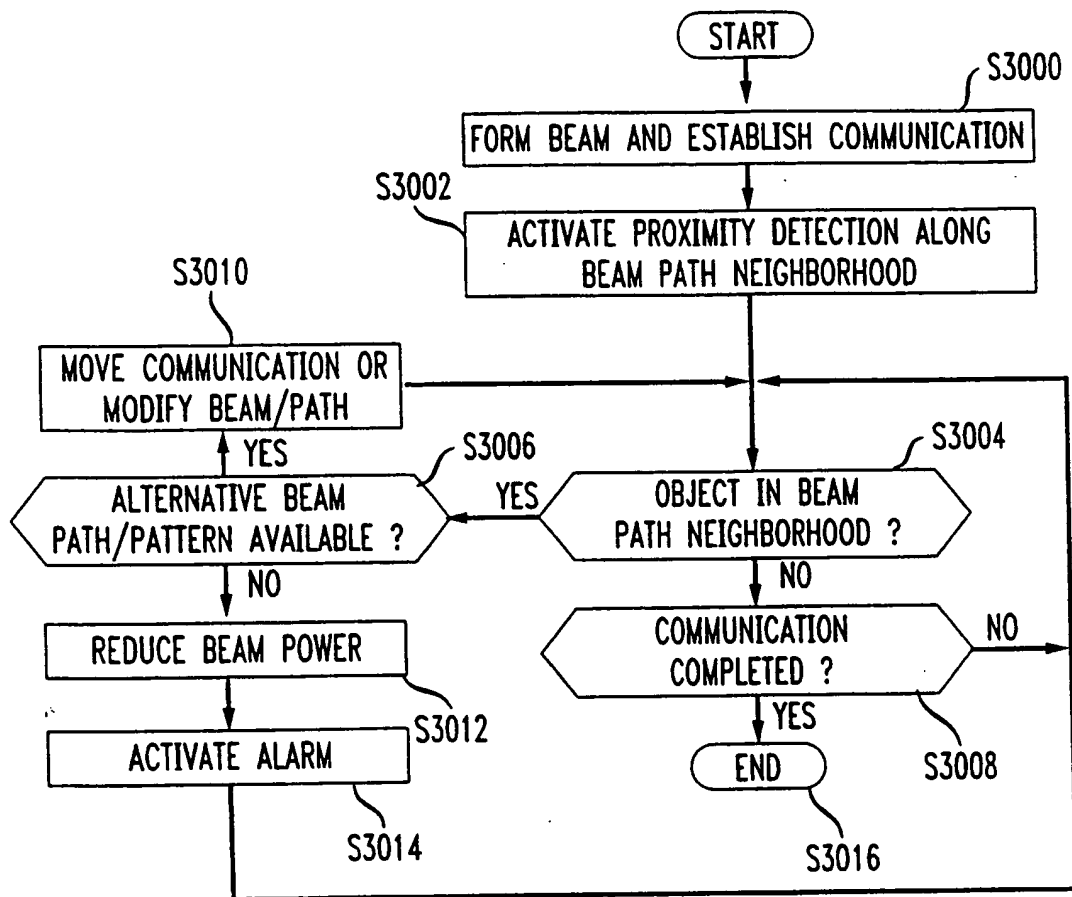 START
S3000
FORM BEAM AND ESTABLISH COMMUNICATION
S3002
ACTIVATE PROXIMITY DETECTION ALONG
BEAM PATH NEIGHBORHOOD
S3010
MOVE COMMUNICATION OR
MODIFY BEAM/PATH
YES
S3006
ALTERNATIVE BEAM
PATH/PATTERN AVAILABLE ?
YES
S3004
OBJECT IN BEAM
PATH NEIGHBORHOOD ?
NO
NO
REDUCE BEAM POWER
S3012
COMMUNICATION
COMPLETED ?
NO
YES
S3008
ACTIVATE ALARM
S3014
END
S3016